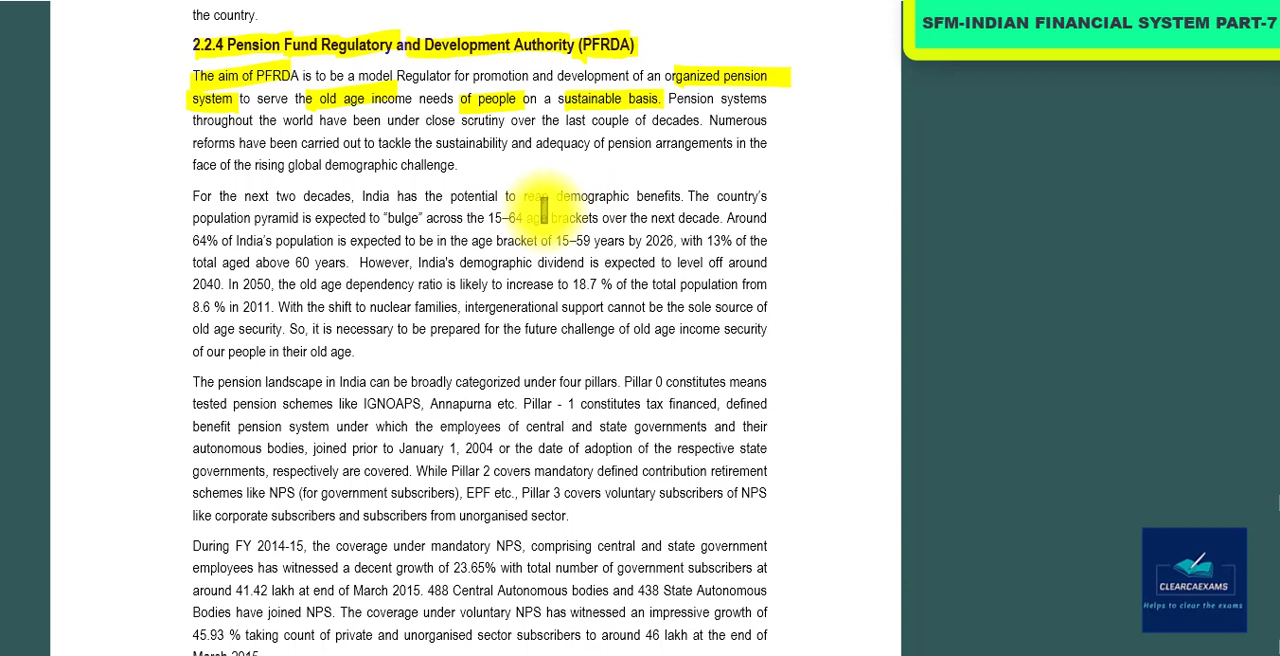 the country.
2.2.4 Pension Fund Regulatory and Development Authority (PFRDA)
The aim of PFRDA is to be a model Regulator for promotion and development of an organized pension
system to serve the old age income needs of people on a sustainable basis. Pension systems
throughout the world have been under close scrutiny over the last couple of decades. Numerous
reforms have been carried out to tackle the sustainability and adequacy of pension arrangements in the
face of the rising global demographic challenge.
For the next two decades, India has the potential to reap demographic benefits. The country's
population pyramid is expected to “bulge” across the 15–64 age brackets over the next decade. Around
64% of India's population is expected to be in the age bracket of 15–59 years by 2026, with 13% of the
total aged above 60 years. However, India's demographic dividend is expected to level off around
2040. In 2050, the old age dependency ratio is likely to increase to 18.7 % of the total population from
8.6 % in 2011. With the shift to nuclear families, intergenerational support cannot be the sole source of
old age security. So, it is necessary to be prepared for the future challenge of old age income security
of our people in their old age.
The pension landscape in India can be broadly categorized under four pillars. Pillar 0 constitutes means
tested pension schemes like IGNOAPS, Annapurna etc. Pillar - 1 constitutes tax financed, defined
benefit pension system under which the employees of central and state governments and their
autonomous bodies, joined prior to January 1, 2004 or the date of adoption of the respective state
governments, respectively are covered. While Pillar 2 covers mandatory defined contribution retirement
schemes like NPS (for government subscribers), EPF etc., Pillar 3 covers voluntary subscribers of NPS
like corporate subscribers and subscribers from unorganised sector.
During FY 2014-15, the coverage under mandatory NPS, comprising central and state government
employees has witnessed a decent growth of 23.65% with total number of government subscribers at
around 41.42 lakh at end of March 2015. 488 Central Autonomous bodies and 438 State Autonomous
Bodies have joined NPS. The coverage under voluntary NPS has witnessed an impressive growth of
45.93 % taking count of private and unorganised sector subscribers to around 46 lakh at the end of
March 2015.
SFM-INDIAN FINANCIAL SYSTEM PART-7
CLEARCAEXAMS
Helps to clear the exams